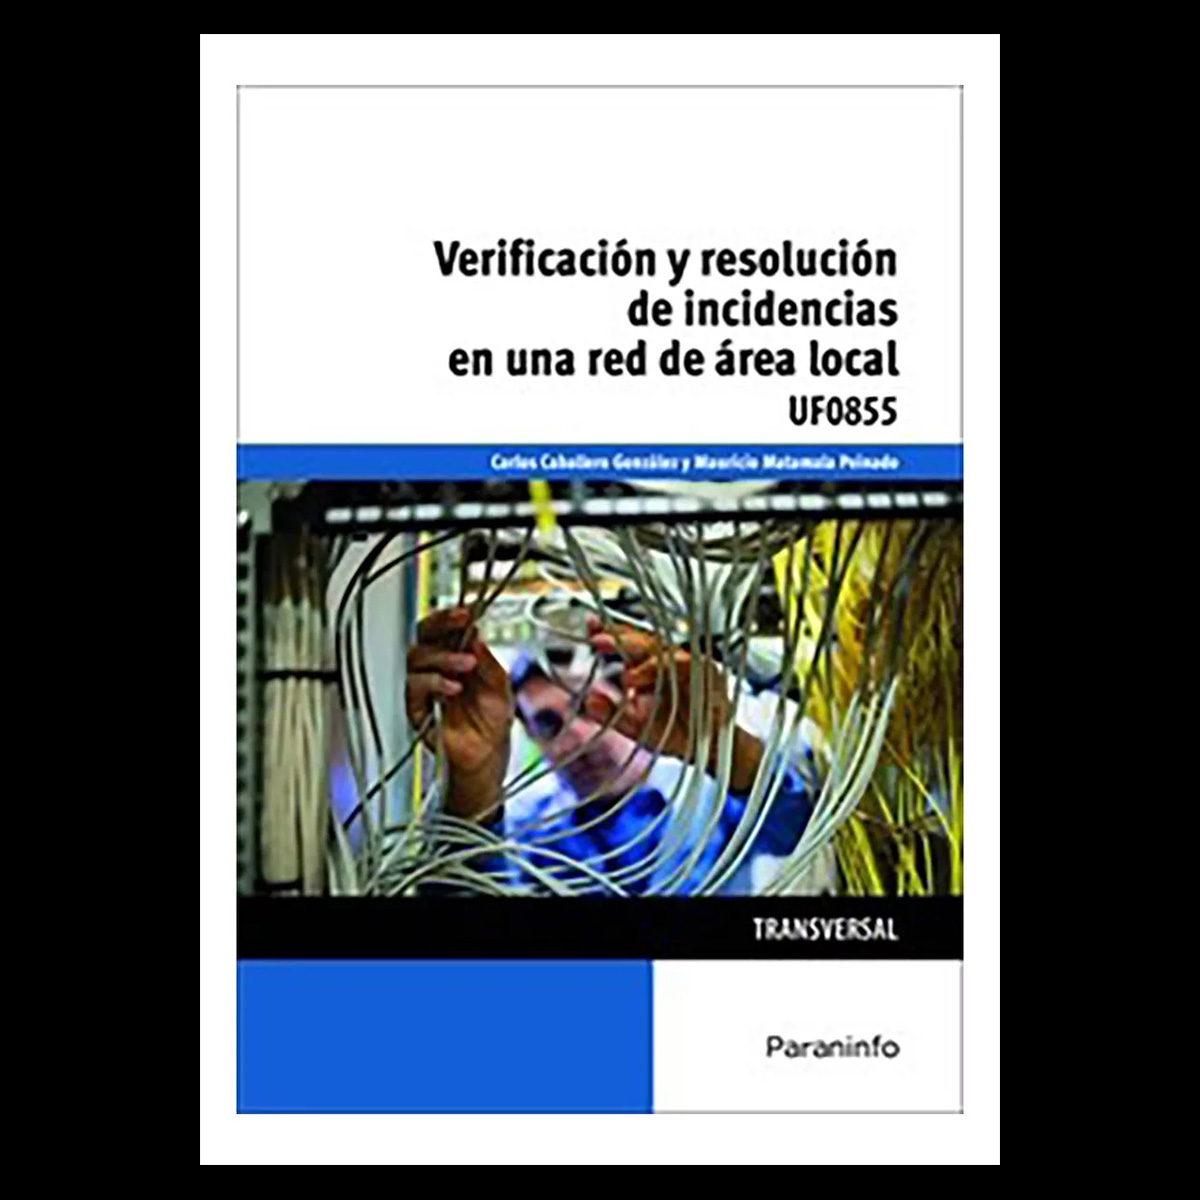 Verificación y resolución
de incidencias
en una red de área local
UF0855
Carlos Caballero González y Mauricio Matamala Peinado
TRANSVERSAL
Paraninfo